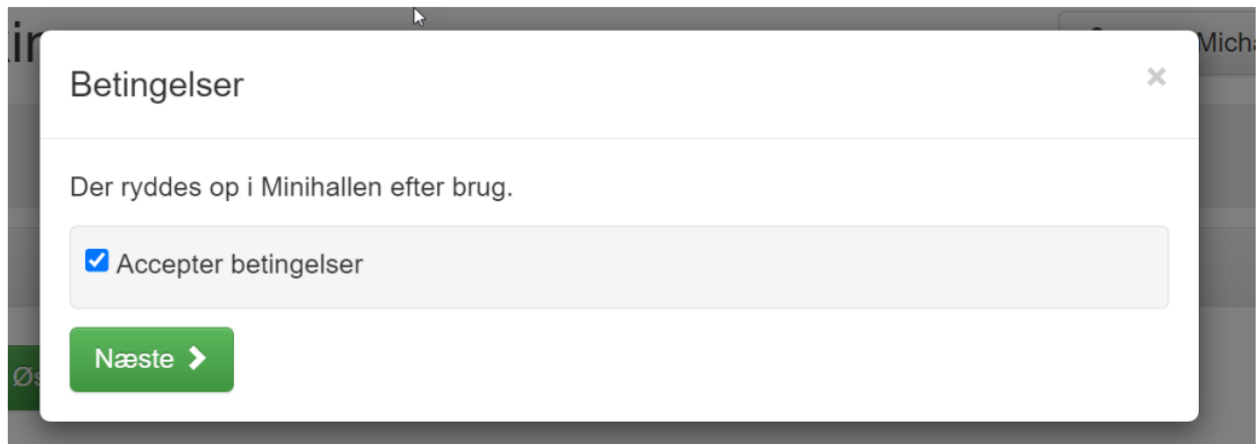 Betingelser
×
Der ryddes op i Minihallen efter brug.
Accepter betingelser
Næste